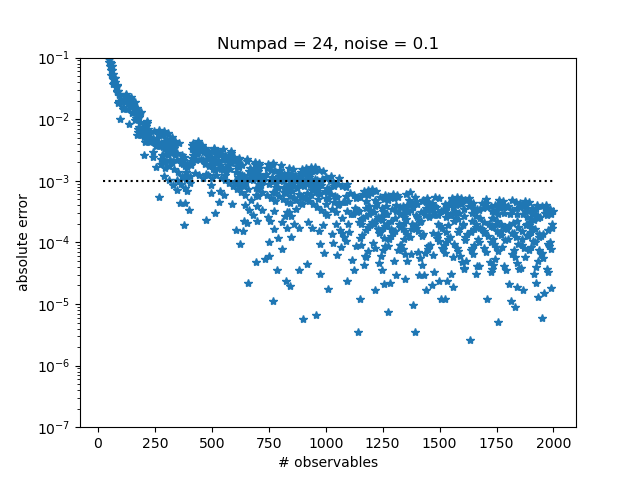 Numpad = 24, noise = 0.1
absolute error
10⁻¹
10⁻²
10⁻³
10⁻⁴
10⁻⁵
10⁻⁶
10⁻⁷
0 250 500 750 1000 1250 1500 1750 2000
# observables